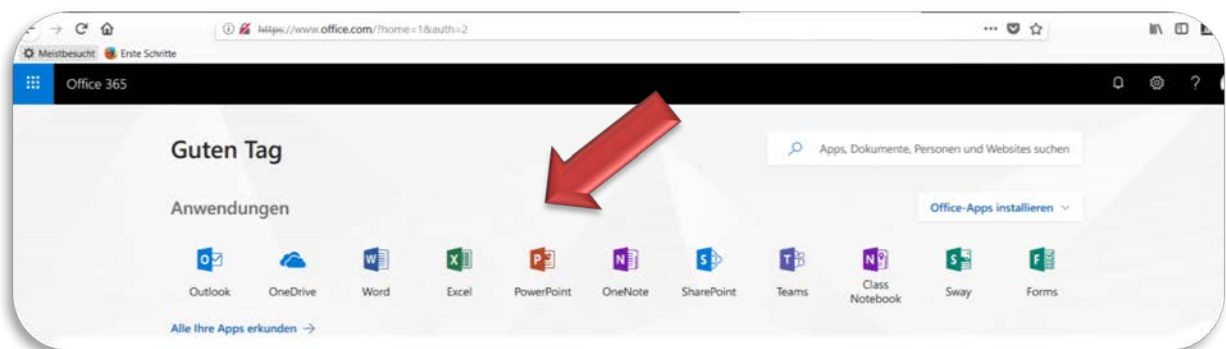 https://www.office.com/?home=1&auth=2
Meistbesucht Erste Schritte
Office 365
Guten Tag
Apps, Dokumente, Personen und Websites suchen
Anwendungen
Office-Apps installieren
Outlook OneDrive Word Excel PowerPoint OneNote SharePoint Teams Class Notebook Sway Forms
Alle Ihre Apps erkunden →